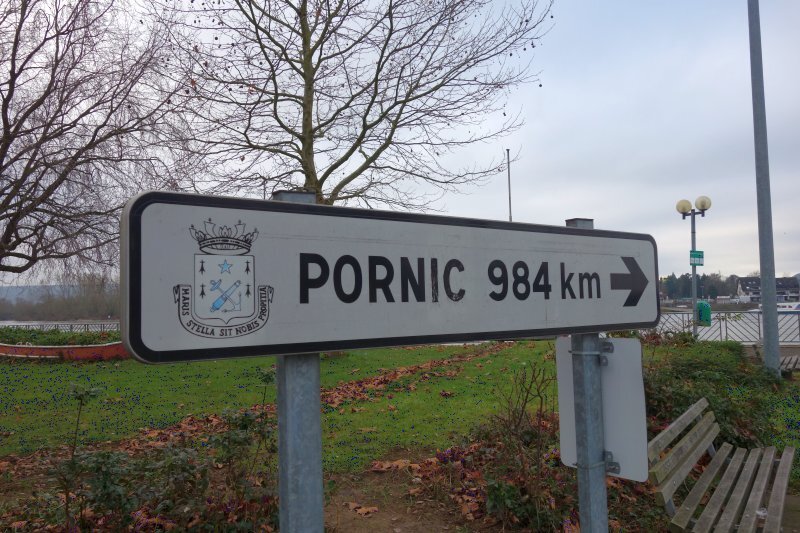 PORNIC 984 km
MARIS STELLA SIT NOBIS PROPITIA